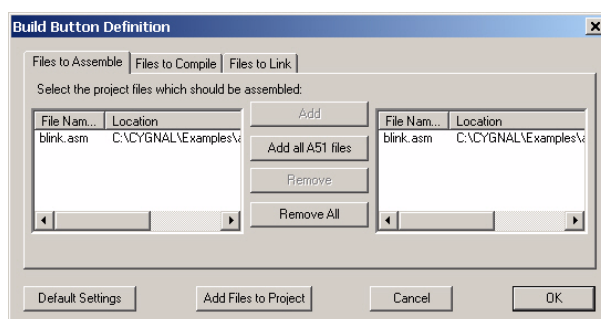 Build Button Definition
Files to Assemble Files to Compile Files to Link
Select the project files which should be assembled:
File Nam... Location
blink.asm C:\CYGNAL\Examples\
Add
Add all A51 files
Remove
Remove All
File Nam... Location
blink.asm C:\CYGNAL\Examples\
Default Settings Add Files to Project Cancel OK